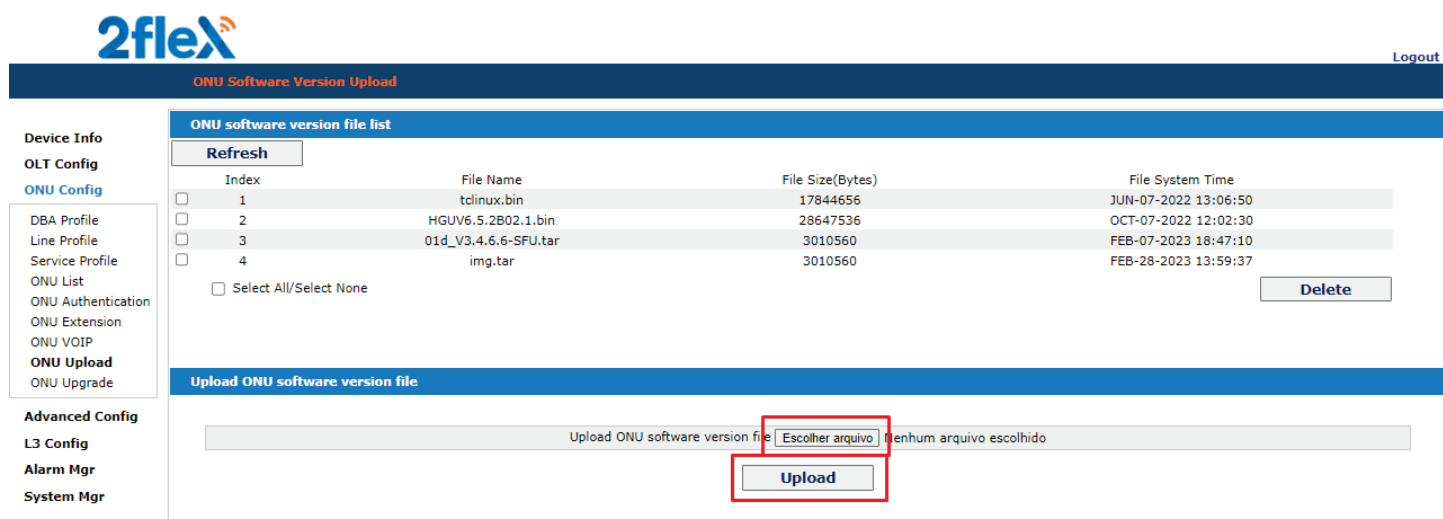 2flex
Logout
ONU Software Version Upload
Device Info
OLT Config
ONU Config
DBA Profile
Line Profile
Service Profile
ONU List
ONU Authentication
ONU Extension
ONU VOIP
ONU Upload
ONU Upgrade
Advanced Config
L3 Config
Alarm Mgr
System Mgr
ONU software version file list
Refresh
Index File Name File Size(Bytes) File System Time
1 tclinux.bin 17844656 JUN-07-2022 13:06:50
2 HGUV6.5.2B02.1.bin 28647536 OCT-07-2022 12:02:30
3 01d_V3.4.6.6-SFU.tar 3010560 FEB-07-2023 18:47:10
4 img.tar 3010560 FEB-28-2023 13:59:37
Select All/Select None Delete
Upload ONU software version file
Upload ONU software version file Escolher arquivo Nenhum arquivo escolhido
Upload